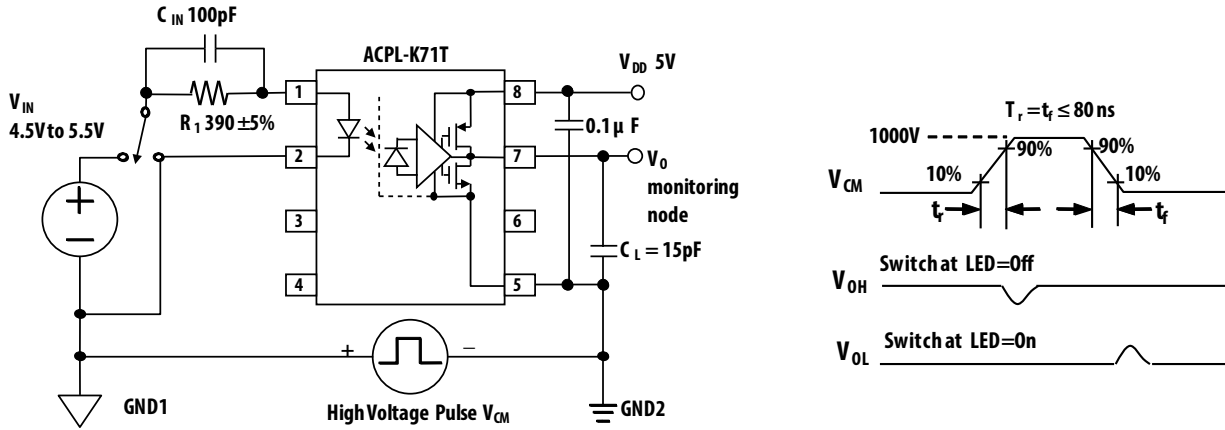 C IN 100pF
ACPL-K71T
V DD 5V
V IN
4.5V to 5.5V
R 1 390 ±5%
1
2
3
4
8
7
6
5
0.1µ F
V O
monitoring
node
C L = 15pF
+
−
+
−
GND1
High Voltage Pulse V CM
GND2
T r = t f ≤ 80 ns
1000V
90%
90%
10%
10%
V CM
t r
t f
Switch at LED=Off
V OH
Switch at LED=On
V OL